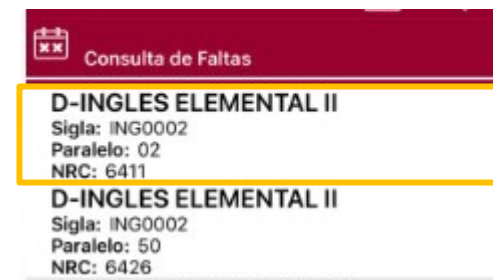 Consulta de Faltas
D-INGLES ELEMENTAL II
Sigla: ING0002
Paralelo: 02
NRC: 6411
D-INGLES ELEMENTAL II
Sigla: ING0002
Paralelo: 50
NRC: 6426